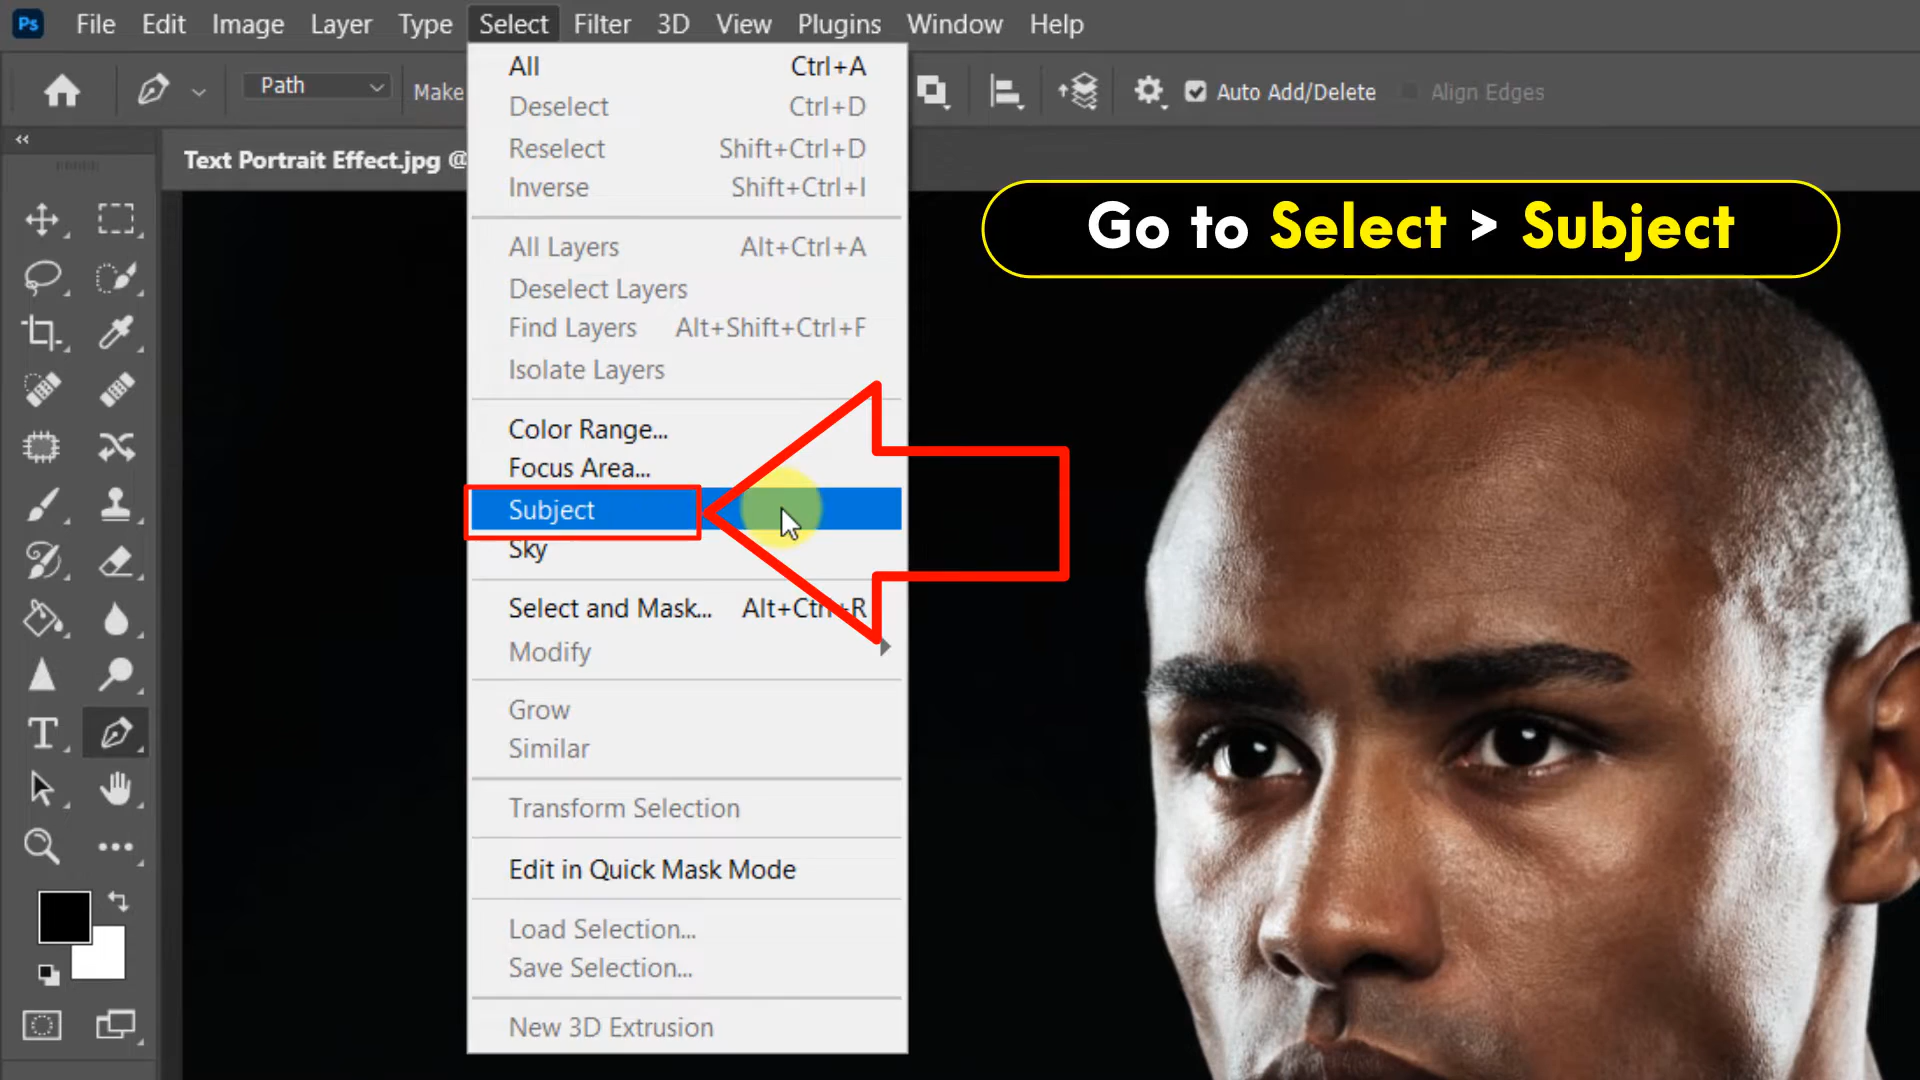 Ps File Edit Image Layer Type Select Filter 3D View Plugins Window Help
Path Make Auto Add/Delete Align Edges
Text Portrait Effect.jpg @
All Ctrl+A
Deselect Ctrl+D
Reselect Shift+Ctrl+D
Inverse Shift+Ctrl+I
All Layers Alt+Ctrl+A
Deselect Layers
Find Layers Alt+Shift+Ctrl+F
Isolate Layers
Color Range...
Focus Area...
Subject
Sky
Select and Mask... Alt+Ctrl+R
Modify
Grow
Similar
Transform Selection
Edit in Quick Mask Mode
Load Selection...
Save Selection...
New 3D Extrusion
Go to Select > Subject